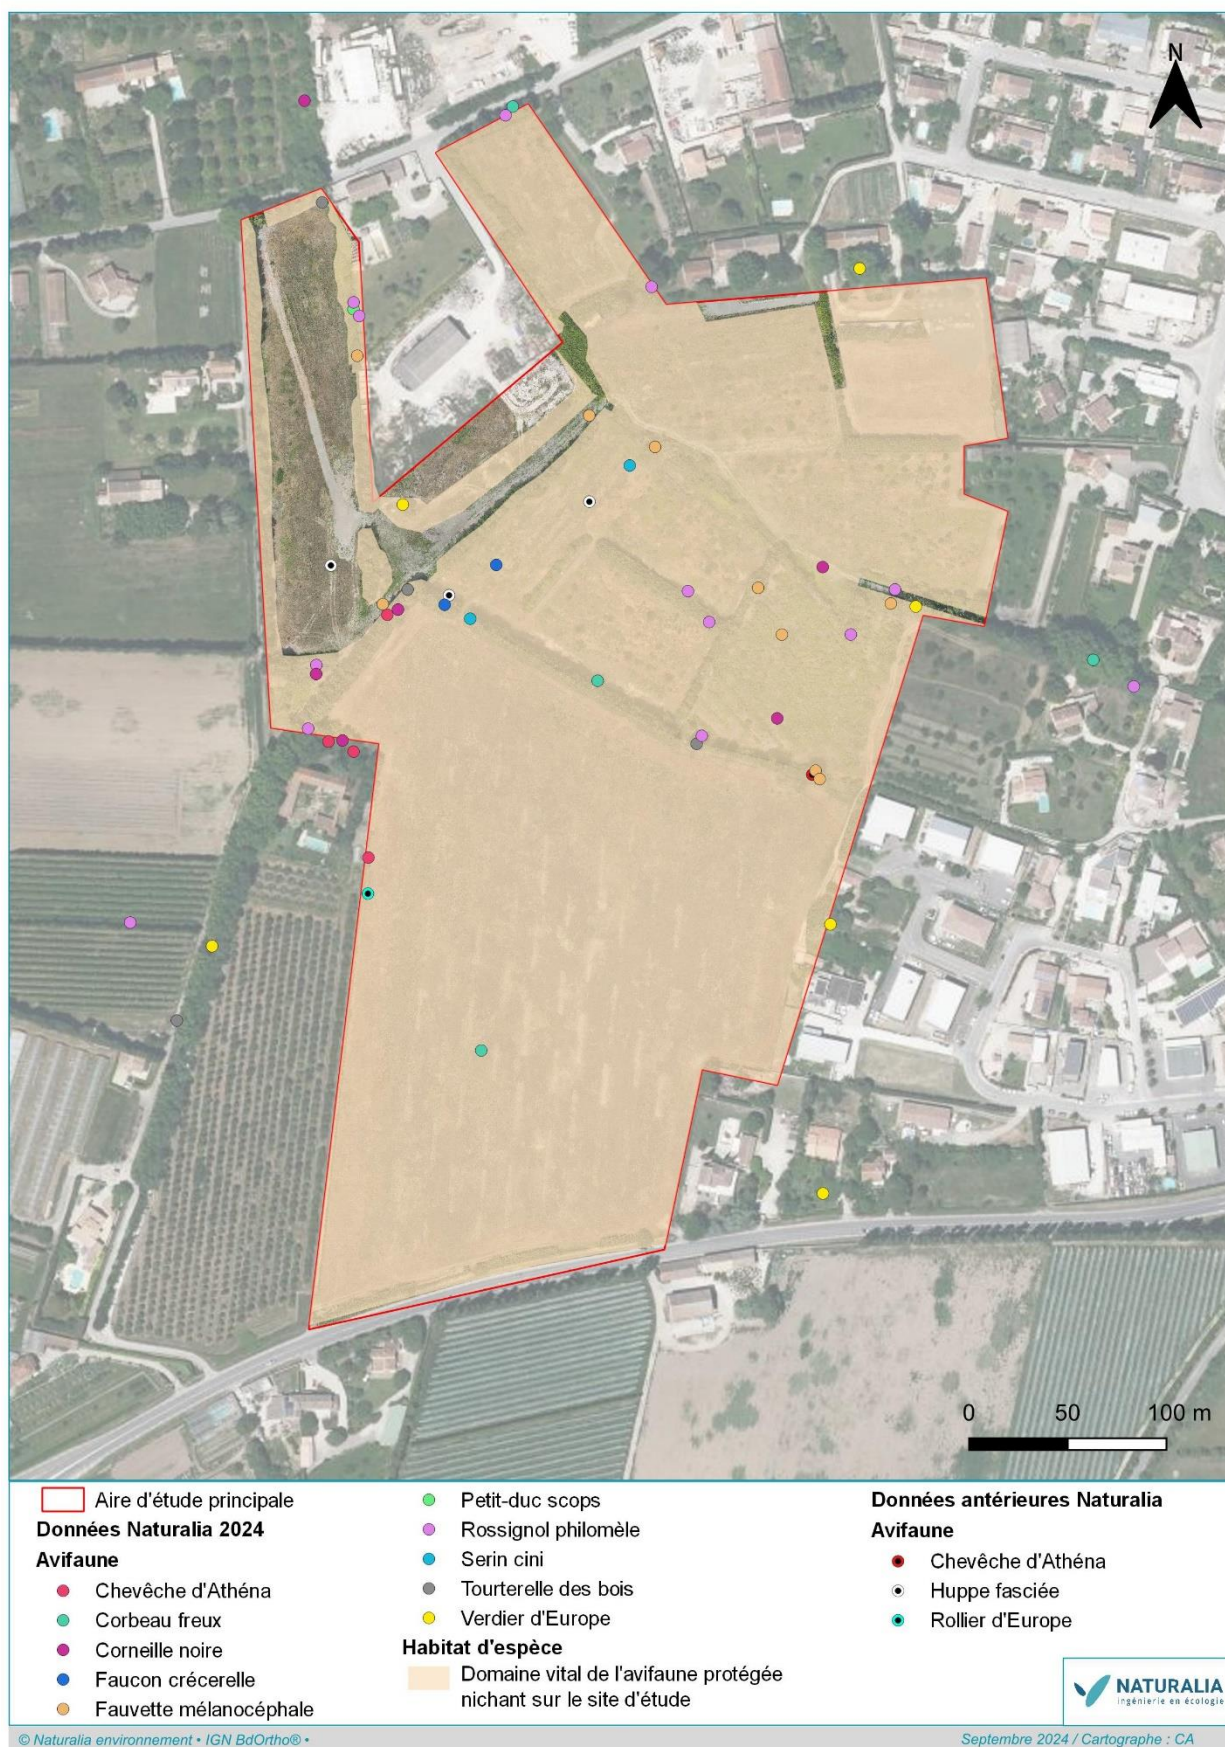 N
0 50 100 m
Aire d'étude principale
Données Naturalia 2024
Avifaune
Chevêche d'Athéna
Corbeau freux
Corneille noire
Faucon crécerelle
Fauvette mélanocéphale
Petit-duc scops
Rossignol philomèle
Serin cini
Tourterelle des bois
Verdier d'Europe
Habitat d'espèce
Domaine vital de l'avifaune protégée
nichant sur le site d'étude
Données antérieures Naturalia
Avifaune
Chevêche d'Athéna
Huppe fasciée
Rollier d'Europe
NATURALIA
ingénierie en écologie
© Naturalia environnement • IGN BdOrtho® •
Septembre 2024 / Cartographe : CA